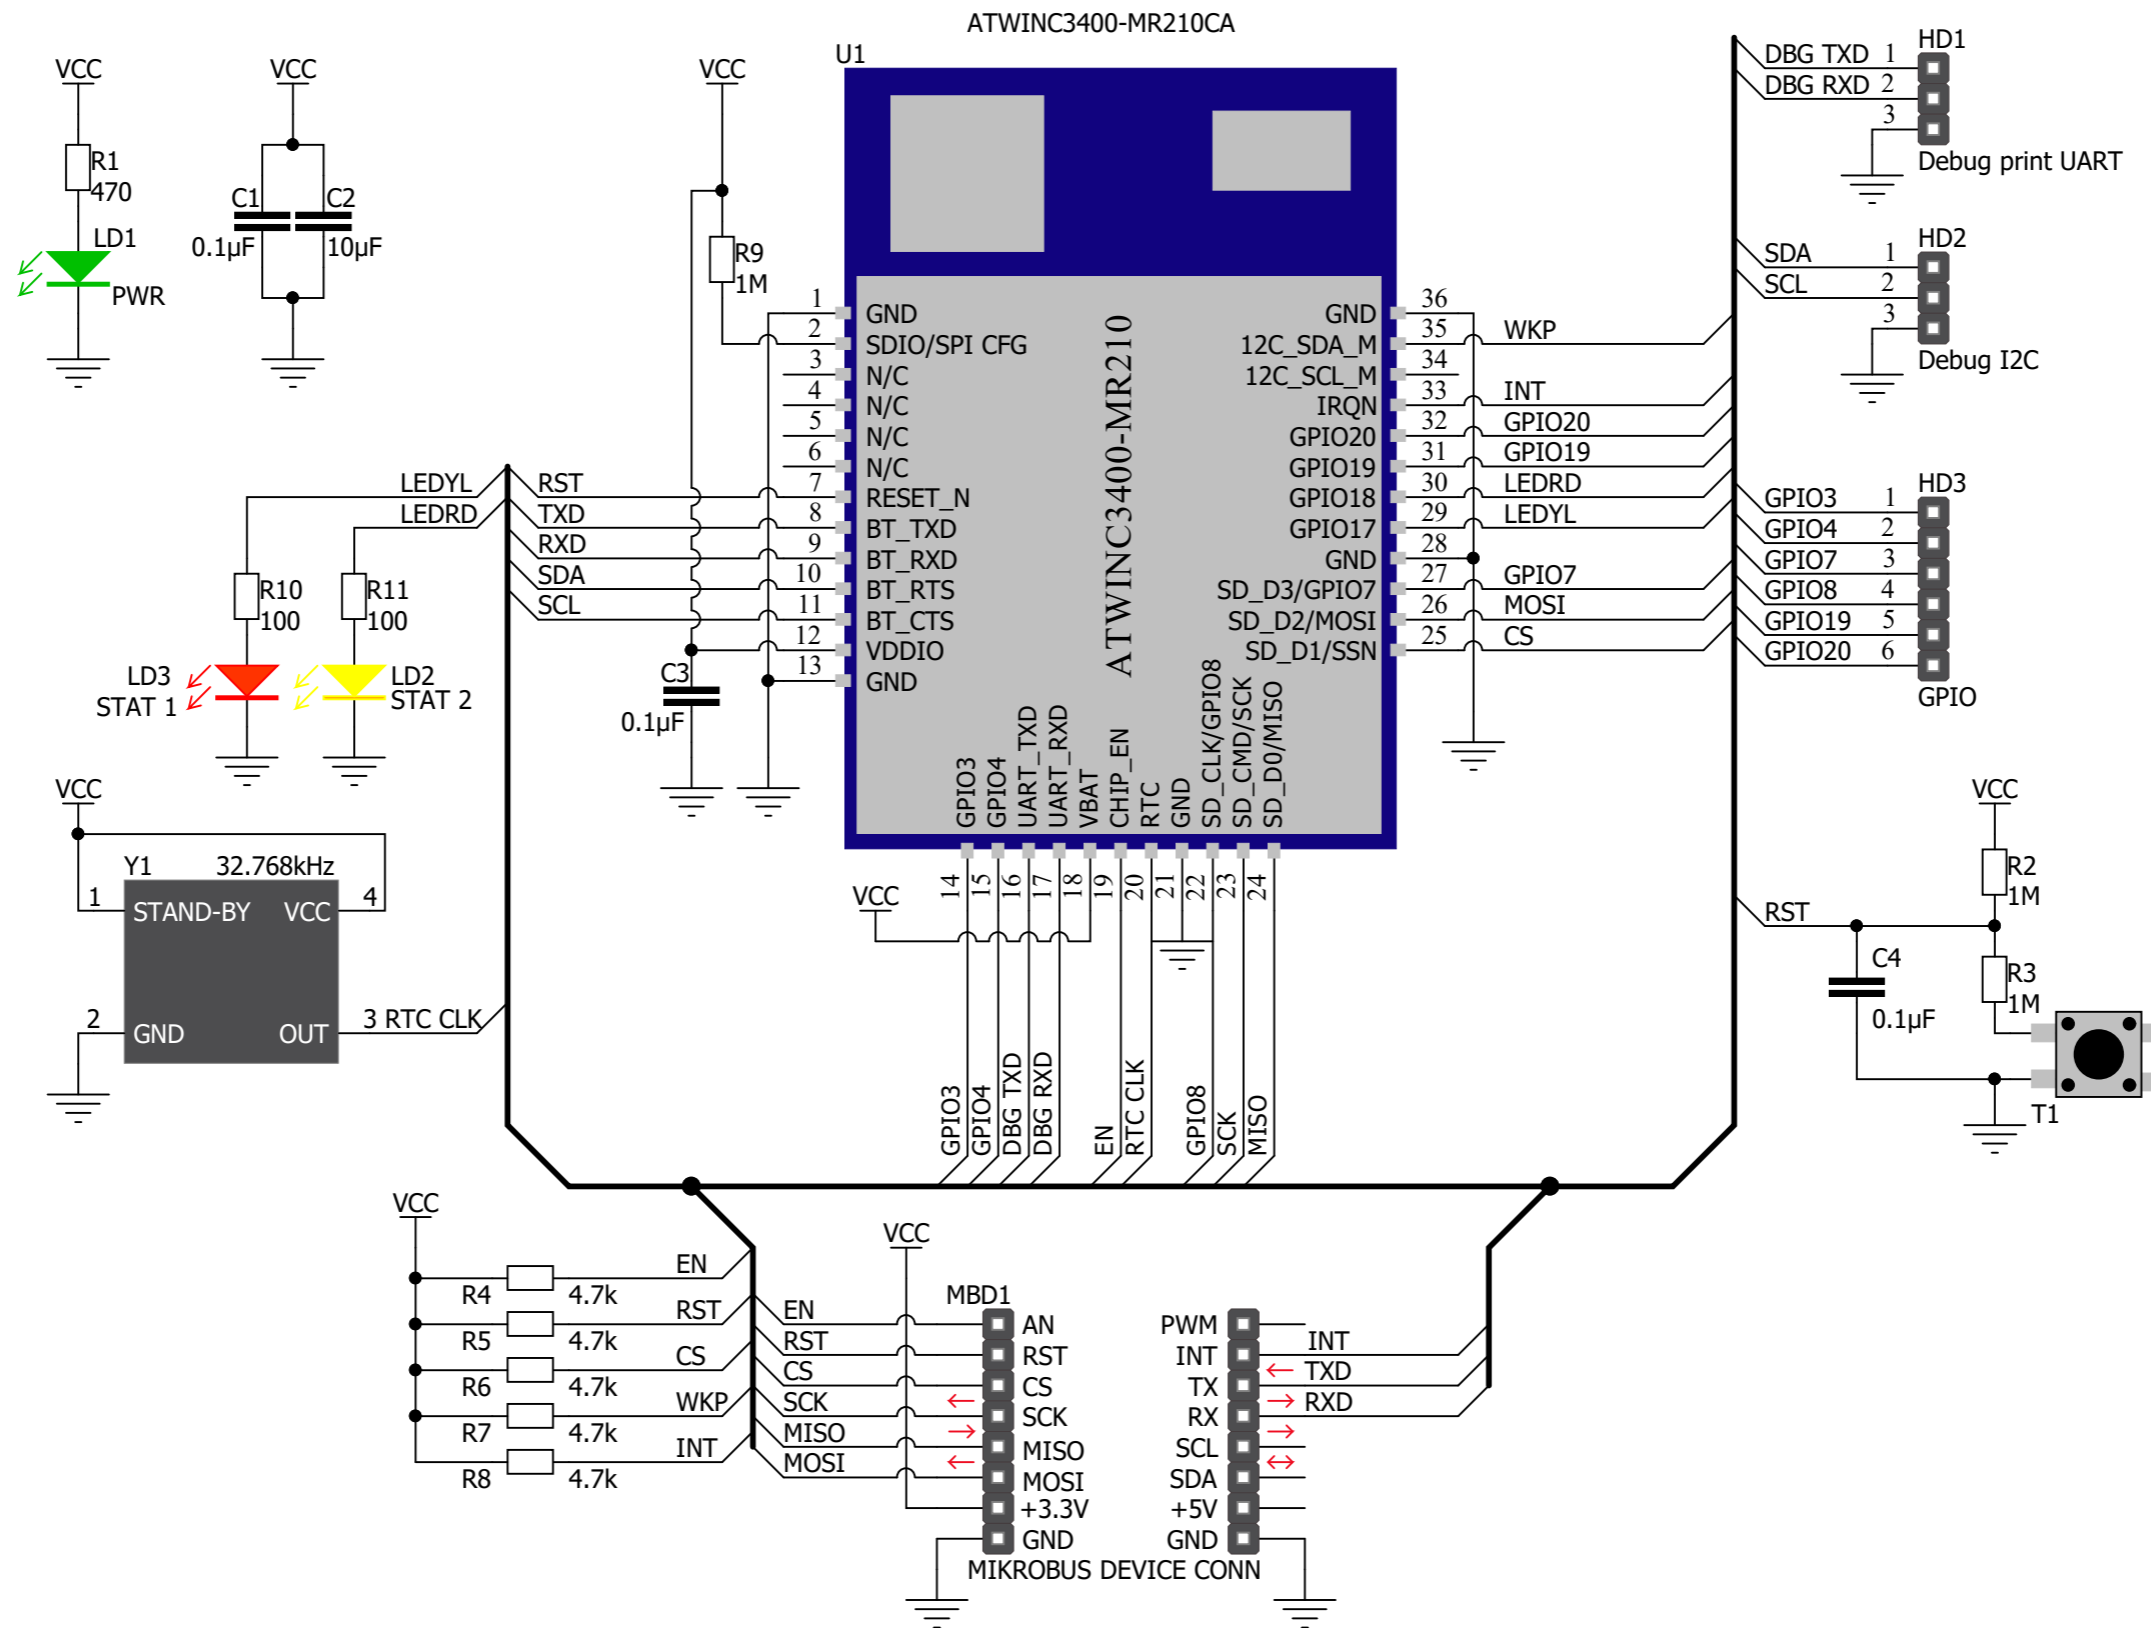 ATWINC3400-MR210CA
U1
VCC
R1
470
LD1
PWR
VCC
C1
0.1µF
C2
10µF
VCC
R9
1M
C3
0.1µF
ATWINC3400-MR210
1 GND
2 SDIO/SPI CFG
3 N/C
4 N/C
5 N/C
6 N/C
RST 7 RESET_N
TXD 8 BT_TXD
RXD 9 BT_RXD
SDA 10 BT_RTS
SCL 11 BT_CTS
12 VDDIO
13 GND
GND 36
12C_SDA_M 35 WKP
12C_SCL_M 34
IRQN 33 INT
GPIO20 32 GPIO20
GPIO19 31 GPIO19
GPIO18 30 LEDRD
GPIO17 29 LEDYL
GND 28
SD_D3/GPIO7 27 GPIO7
SD_D2/MOSI 26 MOSI
SD_D1/SSN 25 CS
GPIO3 14 GPIO3
GPIO4 15 GPIO4
UART_TXD 16 DBG TXD
UART_RXD 17 DBG RXD
VBAT 18
CHIP_EN 19 EN
RTC 20 RTC CLK
GND 21
SD_CLK/GPIO8 22 GPIO8
SD_CMD/SCK 23 SCK
SD_D0/MISO 24 MISO
VCC
LEDYL
LEDRD
R10
100
R11
100
LD3
STAT 1
LD2
STAT 2
VCC
Y1 32.768kHz
1 STAND-BY VCC 4
2 GND OUT 3 RTC CLK
HD1
DBG TXD 1
DBG RXD 2
3
Debug print UART
HD2
SDA 1
SCL 2
3
Debug I2C
HD3
GPIO3 1
GPIO4 2
GPIO7 3
GPIO8 4
GPIO19 5
GPIO20 6
GPIO
VCC
R2
1M
RST
C4
0.1µF
R3
1M
T1
VCC
EN
R4 4.7k
RST
R5 4.7k
CS
R6 4.7k
WKP
R7 4.7k
INT
R8 4.7k
VCC
MBD1
EN AN
RST RST
CS CS
SCK SCK
MISO MISO
MOSI MOSI
+3.3V
GND
PWM
INT INT
TX TXD
RX RXD
SCL
SDA
+5V
GND
MIKROBUS DEVICE CONN